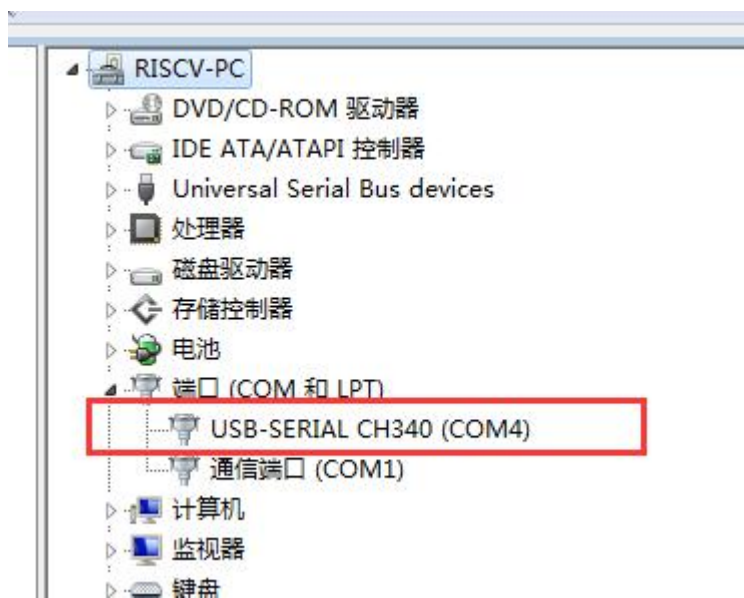 RISCV-PC
DVD/CD-ROM 驱动器
IDE ATA/ATAPI 控制器
Universal Serial Bus devices
处理器
磁盘驱动器
存储控制器
电池
端口 (COM 和 LPT)
USB-SERIAL CH340 (COM4)
通信端口 (COM1)
计算机
监视器
键盘